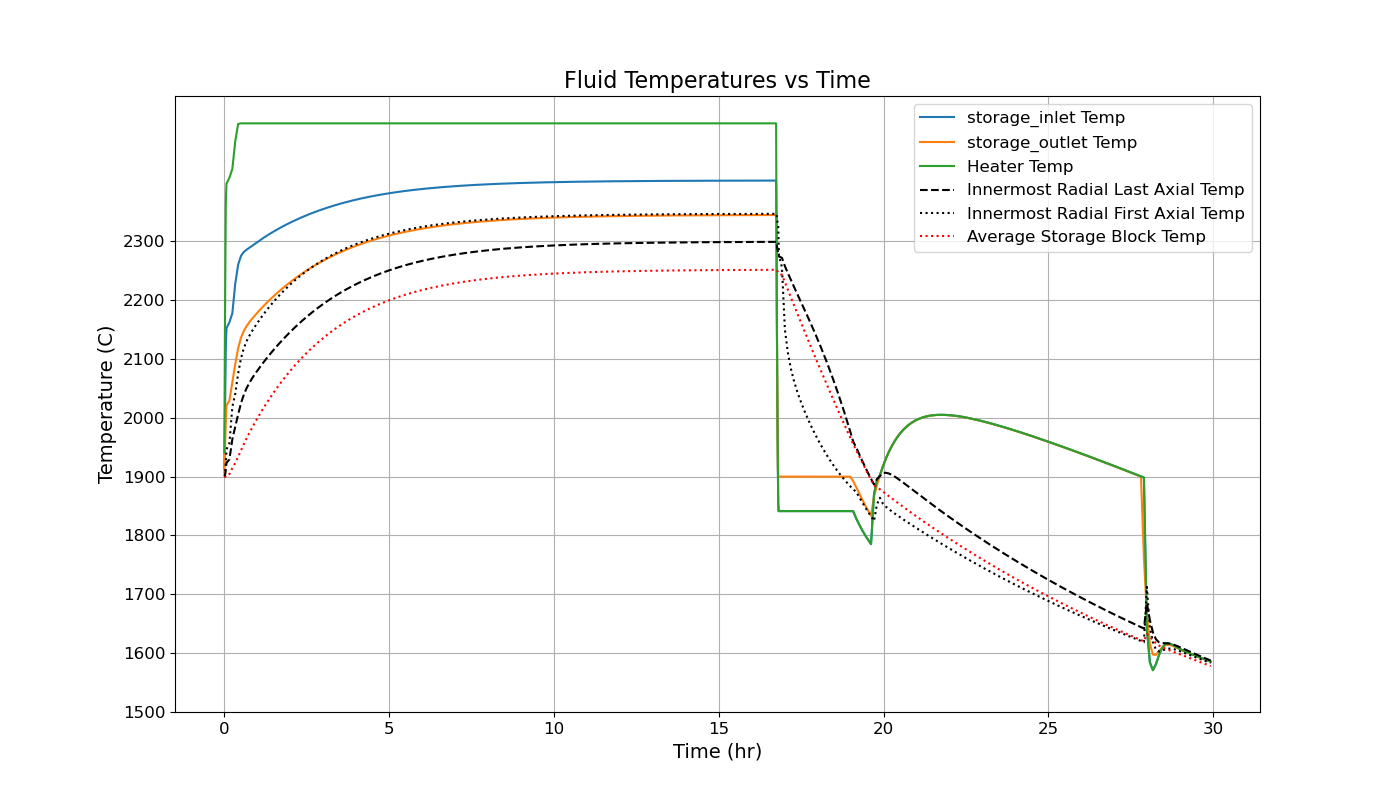 Fluid Temperatures vs Time
storage_inlet Temp
storage_outlet Temp
Heater Temp
Innermost Radial Last Axial Temp
Innermost Radial First Axial Temp
Average Storage Block Temp
Temperature (C)
2300
2200
2100
2000
1900
1800
1700
1600
1500
0 5 10 15 20 25 30
Time (hr)